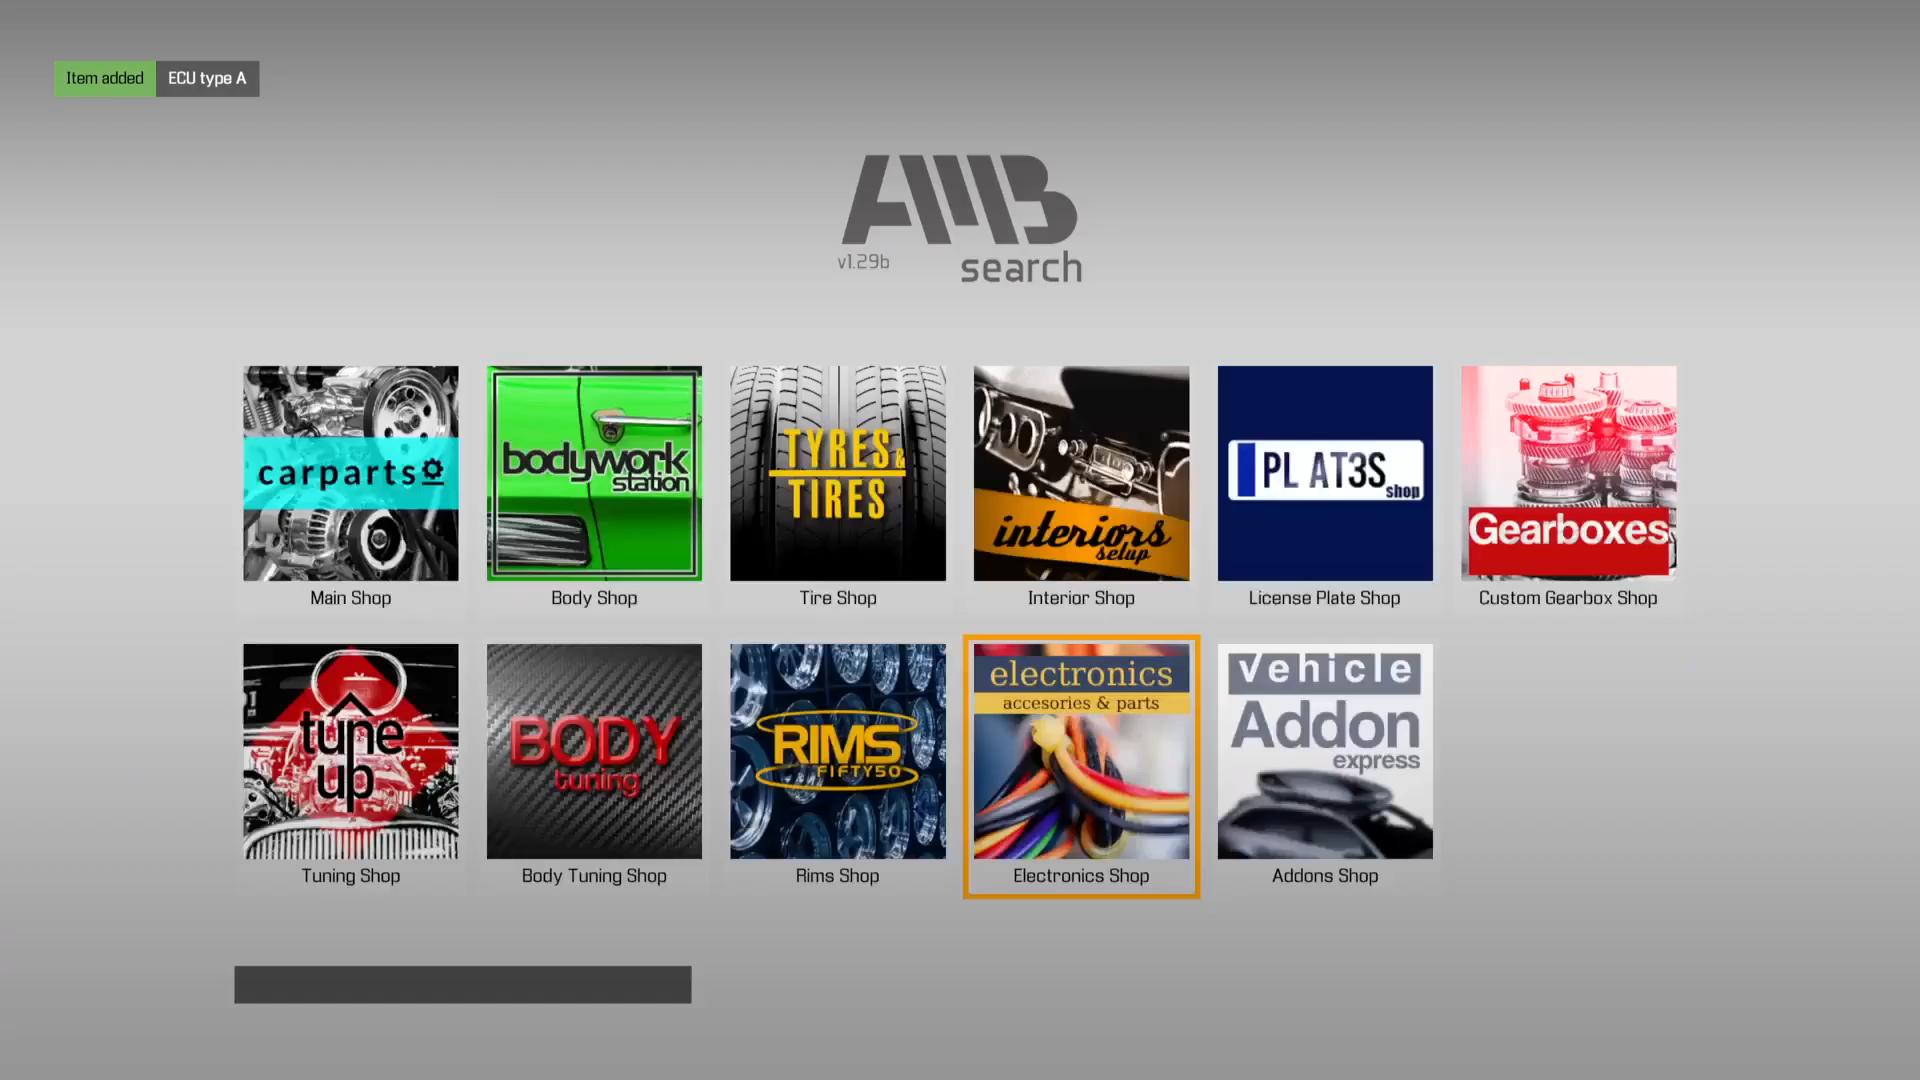 Item added ECU type A
AMB
v1.29b search
carparts
bodywork
station
TYRES &
TIRES
interiors
setup
PL AT3S
shop
Gearboxes
Main Shop
Body Shop
Tire Shop
Interior Shop
License Plate Shop
Custom Gearbox Shop
tune
up
BODY
tuning
RIMS
FIFTY50
electronics
accesories & parts
vehicle
Addon
express
Tuning Shop
Body Tuning Shop
Rims Shop
Electronics Shop
Addons Shop